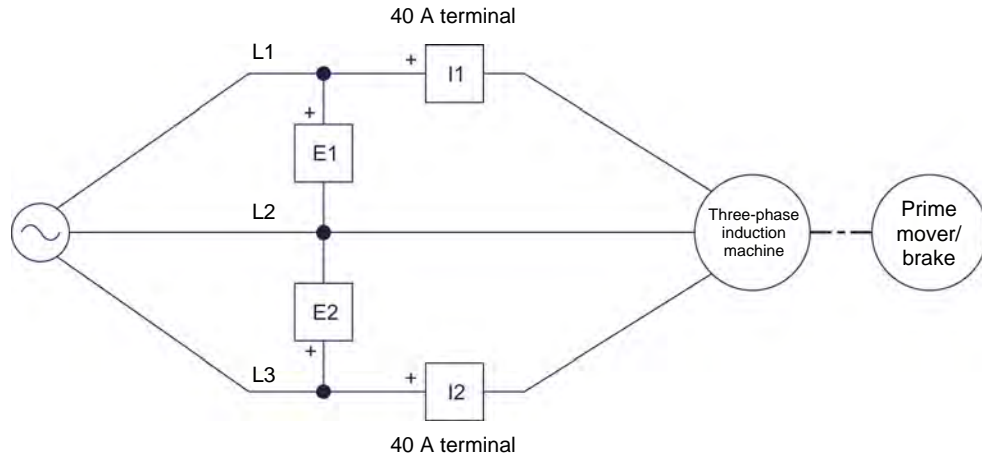 40 A terminal
L1
+
+
I1
E1
L2
Three-phase
induction
machine
Prime
mover/
brake
E2
+
L3
+
I2
40 A terminal